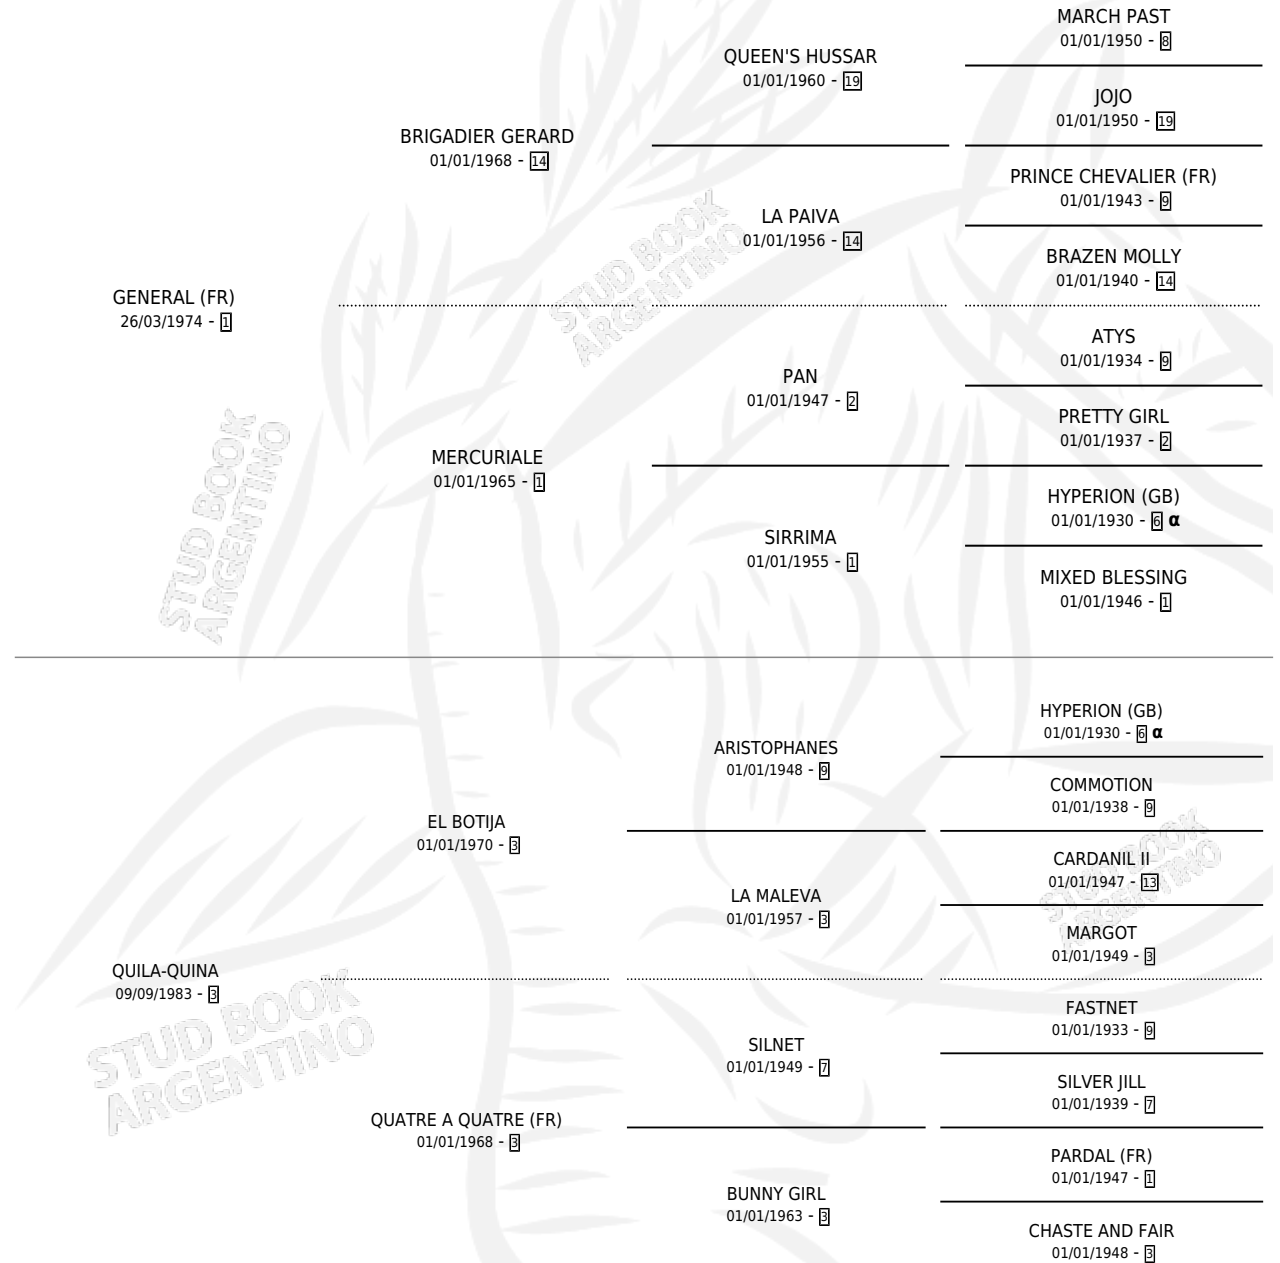 MARCH PAST
01/01/1950 - 8
QUEEN'S HUSSAR
01/01/1960 - 19
JOJO
01/01/1950 - 19
BRIGADIER GERARD
01/01/1968 - 14
PRINCE CHEVALIER (FR)
01/01/1943 - 9
LA PAIVA
01/01/1956 - 14
BRAZEN MOLLY
01/01/1940 - 14
STUD BOOK
ARGENTINO
GENERAL (FR)
26/03/1974 - 1
ATYS
01/01/1934 - 9
PAN
01/01/1947 - 2
PRETTY GIRL
01/01/1937 - 2
MERCURIALE
01/01/1965 - 1
HYPERION (GB)
01/01/1930 - 6 α
SIRRIMA
01/01/1955 - 1
MIXED BLESSING
01/01/1946 - 1
STUD BOOK
ARGENTINO
HYPERION (GB)
01/01/1930 - 6 α
ARISTOPHANES
01/01/1948 - 9
COMMOTION
01/01/1938 - 9
EL BOTIJA
01/01/1970 - 3
CARDANIL II
01/01/1947 - 13
LA MALEVA
01/01/1957 - 3
MARGOT
01/01/1949 - 3
STUD BOOK
ARGENTINO
QUILA-QUINA
09/09/1983 - 3
FASTNET
01/01/1933 - 9
SILNET
01/01/1949 - 7
SILVER JILL
01/01/1939 - 7
STUD BOOK
ARGENTINO
QUATRE A QUATRE (FR)
01/01/1968 - 3
PARDAL (FR)
01/01/1947 - 1
BUNNY GIRL
01/01/1963 - 3
CHASTE AND FAIR
01/01/1948 - 3